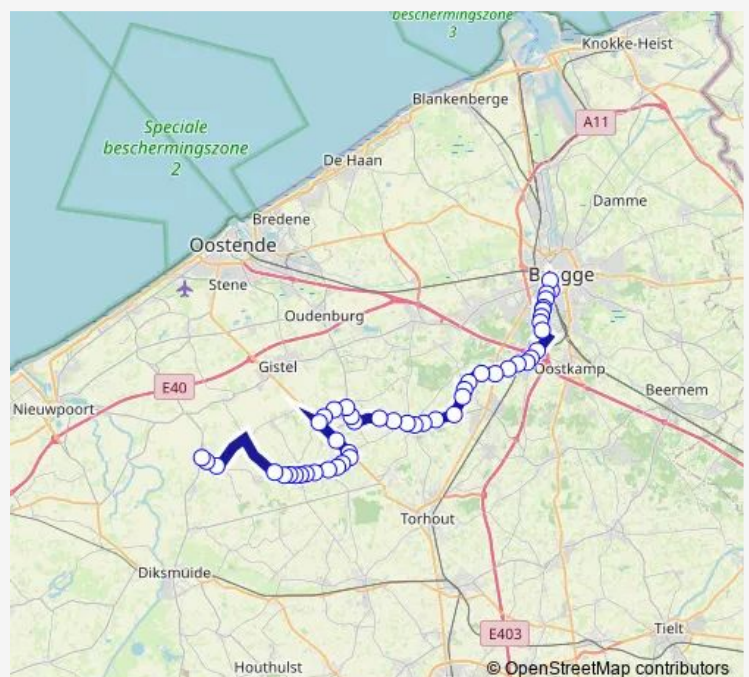 beschermingszone
3
Knokke-Heist
Blankenberge
A11
Speciale
beschermingszone
2
De Haan
Damme
Bredene
Oostende
Stene
Oudenburg
Gistel
Oostkamp
E40
Nieuwpoort
Beernem
Torhout
Diksmuide
E403
Tielt
Houthulst
© OpenStreetMap contributors